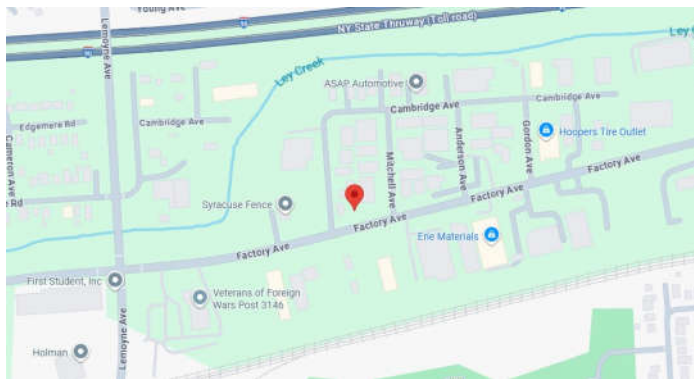 Young Ave
NY State Thruway (Toll road)
90
90
Lemoyne Ave
Ley Creek
Ley
ASAP Automotive
Cambridge Ave
Cambridge Ave
Edgemere Rd
Cambridge Ave
Hoopers Tire Outlet
Cameron Ave
Mitchell Ave
Anderson Ave
Gordon Ave
Factory Ave
Factory Ave
Rd
Syracuse Fence
Factory Ave
Erie Materials
Factory Ave
First Student, Inc
Veterans of Foreign
Wars Post 3146
Lemoyne Ave
Holman